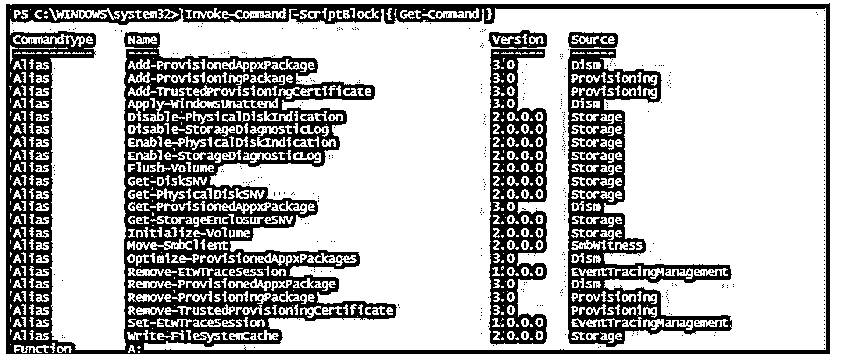 PS C:\WINDOWS\system32> Invoke-Command -ScriptBlock { Get-Command }
CommandType Name Version Source
Alias Add-ProvisionedAppxPackage 3.0 Dism
Alias Add-ProvisioningPackage 3.0 Provisioning
Alias Add-TrustedProvisioningCertificate 3.0 Provisioning
Alias Apply-WindowsUnattend 3.0 Dism
Alias Disable-PhysicalDiskIndication 2.0.0.0 Storage
Alias Disable-StorageDiagnosticLog 2.0.0.0 Storage
Alias Enable-PhysicalDiskIndication 2.0.0.0 Storage
Alias Enable-StorageDiagnosticLog 2.0.0.0 Storage
Alias Flush-Volume 2.0.0.0 Storage
Alias Get-DiskSNV 2.0.0.0 Storage
Alias Get-PhysicalDiskSNV 2.0.0.0 Storage
Alias Get-ProvisionedAppxPackage 3.0 Dism
Alias Get-StorageEnclosureSNV 2.0.0.0 Storage
Alias Initialize-Volume 2.0.0.0 Storage
Alias Move-SmbClient 2.0.0.0 SmbWitness
Alias Optimize-ProvisionedAppxPackages 3.0 Dism
Alias Remove-EtwTraceSession 1.0.0.0 EventTracingManagement
Alias Remove-ProvisionedAppxPackage 3.0 Dism
Alias Remove-ProvisioningPackage 3.0 Provisioning
Alias Remove-TrustedProvisioningCertificate 3.0 Provisioning
Alias Set-EtwTraceSession 1.0.0.0 EventTracingManagement
Alias Write-FileSystemCache 2.0.0.0 Storage
Function A: